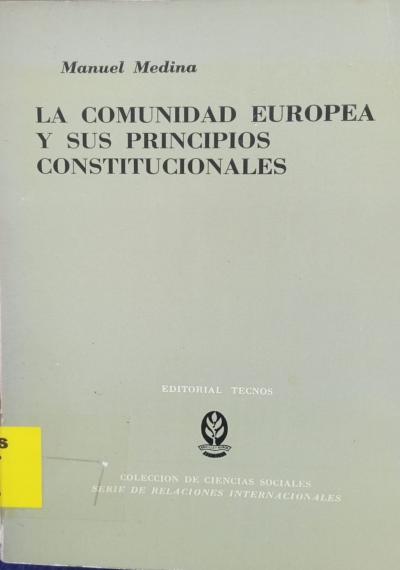 Manuel Medina
LA COMUNIDAD EUROPEA
Y SUS PRINCIPIOS
CONSTITUCIONALES
EDITORIAL TECNOS
COLECCION DE CIENCIAS SOCIALES
SERIE DE RELACIONES INTERNACIONALES